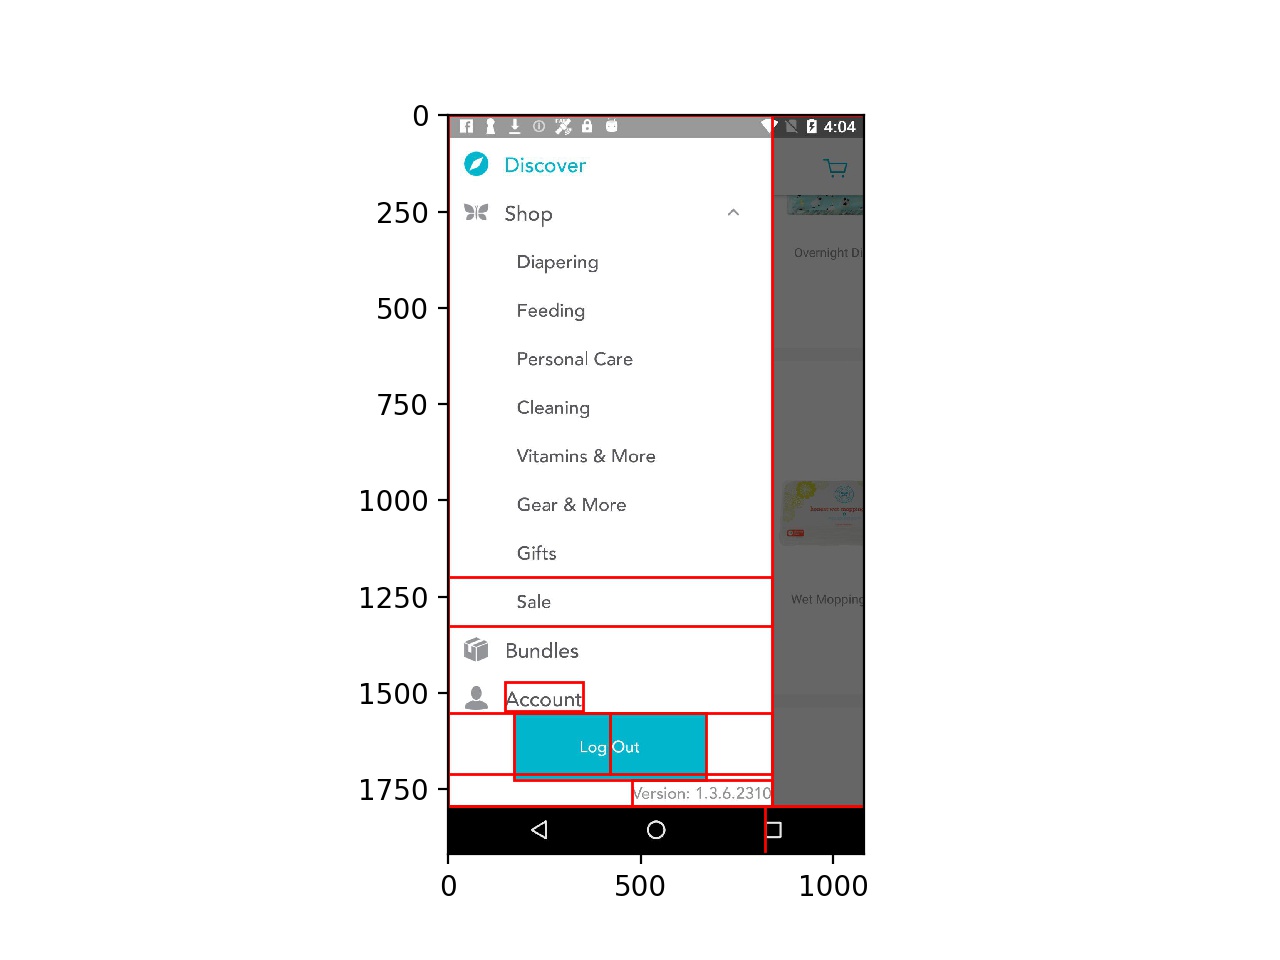 0
250
500
750
1000
1250
1500
1750
0
500
1000
4:04
Discover
Shop
Diapering
Feeding
Personal Care
Cleaning
Vitamins & More
Gear & More
Gifts
Sale
Bundles
Account
Log Out
Version: 1.3.6.2310
Overnight Di
Wet Mopping